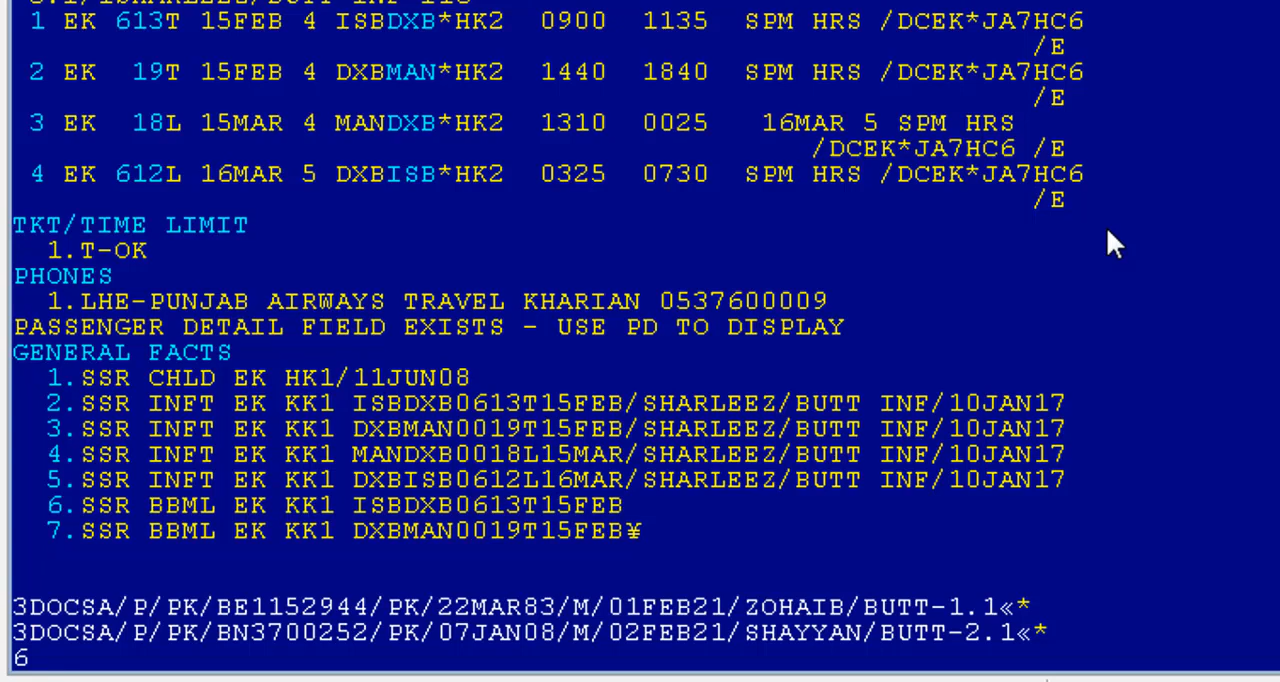 1 EK 613T 15FEB 4 ISBDXB*HK2 0900 1135 SPM HRS /DCEK*JA7HC6
/E
2 EK 19T 15FEB 4 DXBMAN*HK2 1440 1840 SPM HRS /DCEK*JA7HC6
/E
3 EK 18L 15MAR 4 MANDXB*HK2 1310 0025 16MAR 5 SPM HRS
/DCEK*JA7HC6 /E
4 EK 612L 16MAR 5 DXBISB*HK2 0325 0730 SPM HRS /DCEK*JA7HC6
/E
TKT/TIME LIMIT
1.T-OK
PHONES
1.LHE-PUNJAB AIRWAYS TRAVEL KHARIAN 0537600009
PASSENGER DETAIL FIELD EXISTS - USE PD TO DISPLAY
GENERAL FACTS
1.SSR CHLD EK HK1/11JUN08
2.SSR INFT EK KK1 ISBDXB0613T15FEB/SHARLEEZ/BUTT INF/10JAN17
3.SSR INFT EK KK1 DXBMAN0019T15FEB/SHARLEEZ/BUTT INF/10JAN17
4.SSR INFT EK KK1 MANDXB0018L15MAR/SHARLEEZ/BUTT INF/10JAN17
5.SSR INFT EK KK1 DXBISB0612L16MAR/SHARLEEZ/BUTT INF/10JAN17
6.SSR BBML EK KK1 ISBDXB0613T15FEB
7.SSR BBML EK KK1 DXBMAN0019T15FEB¥
3DOCSA/P/PK/BE1152944/PK/22MAR83/M/01FEB21/ZOHAIB/BUTT-1.1«*
3DOCSA/P/PK/BN3700252/PK/07JAN08/M/02FEB21/SHAYYAN/BUTT-2.1«*
6